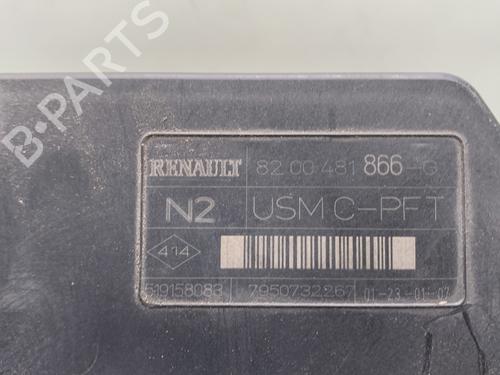 B-PARTS
RENAULT 82 00 481 866-G
N2 USM C-PFT
414
519158083 7950732267 01-23-01-07